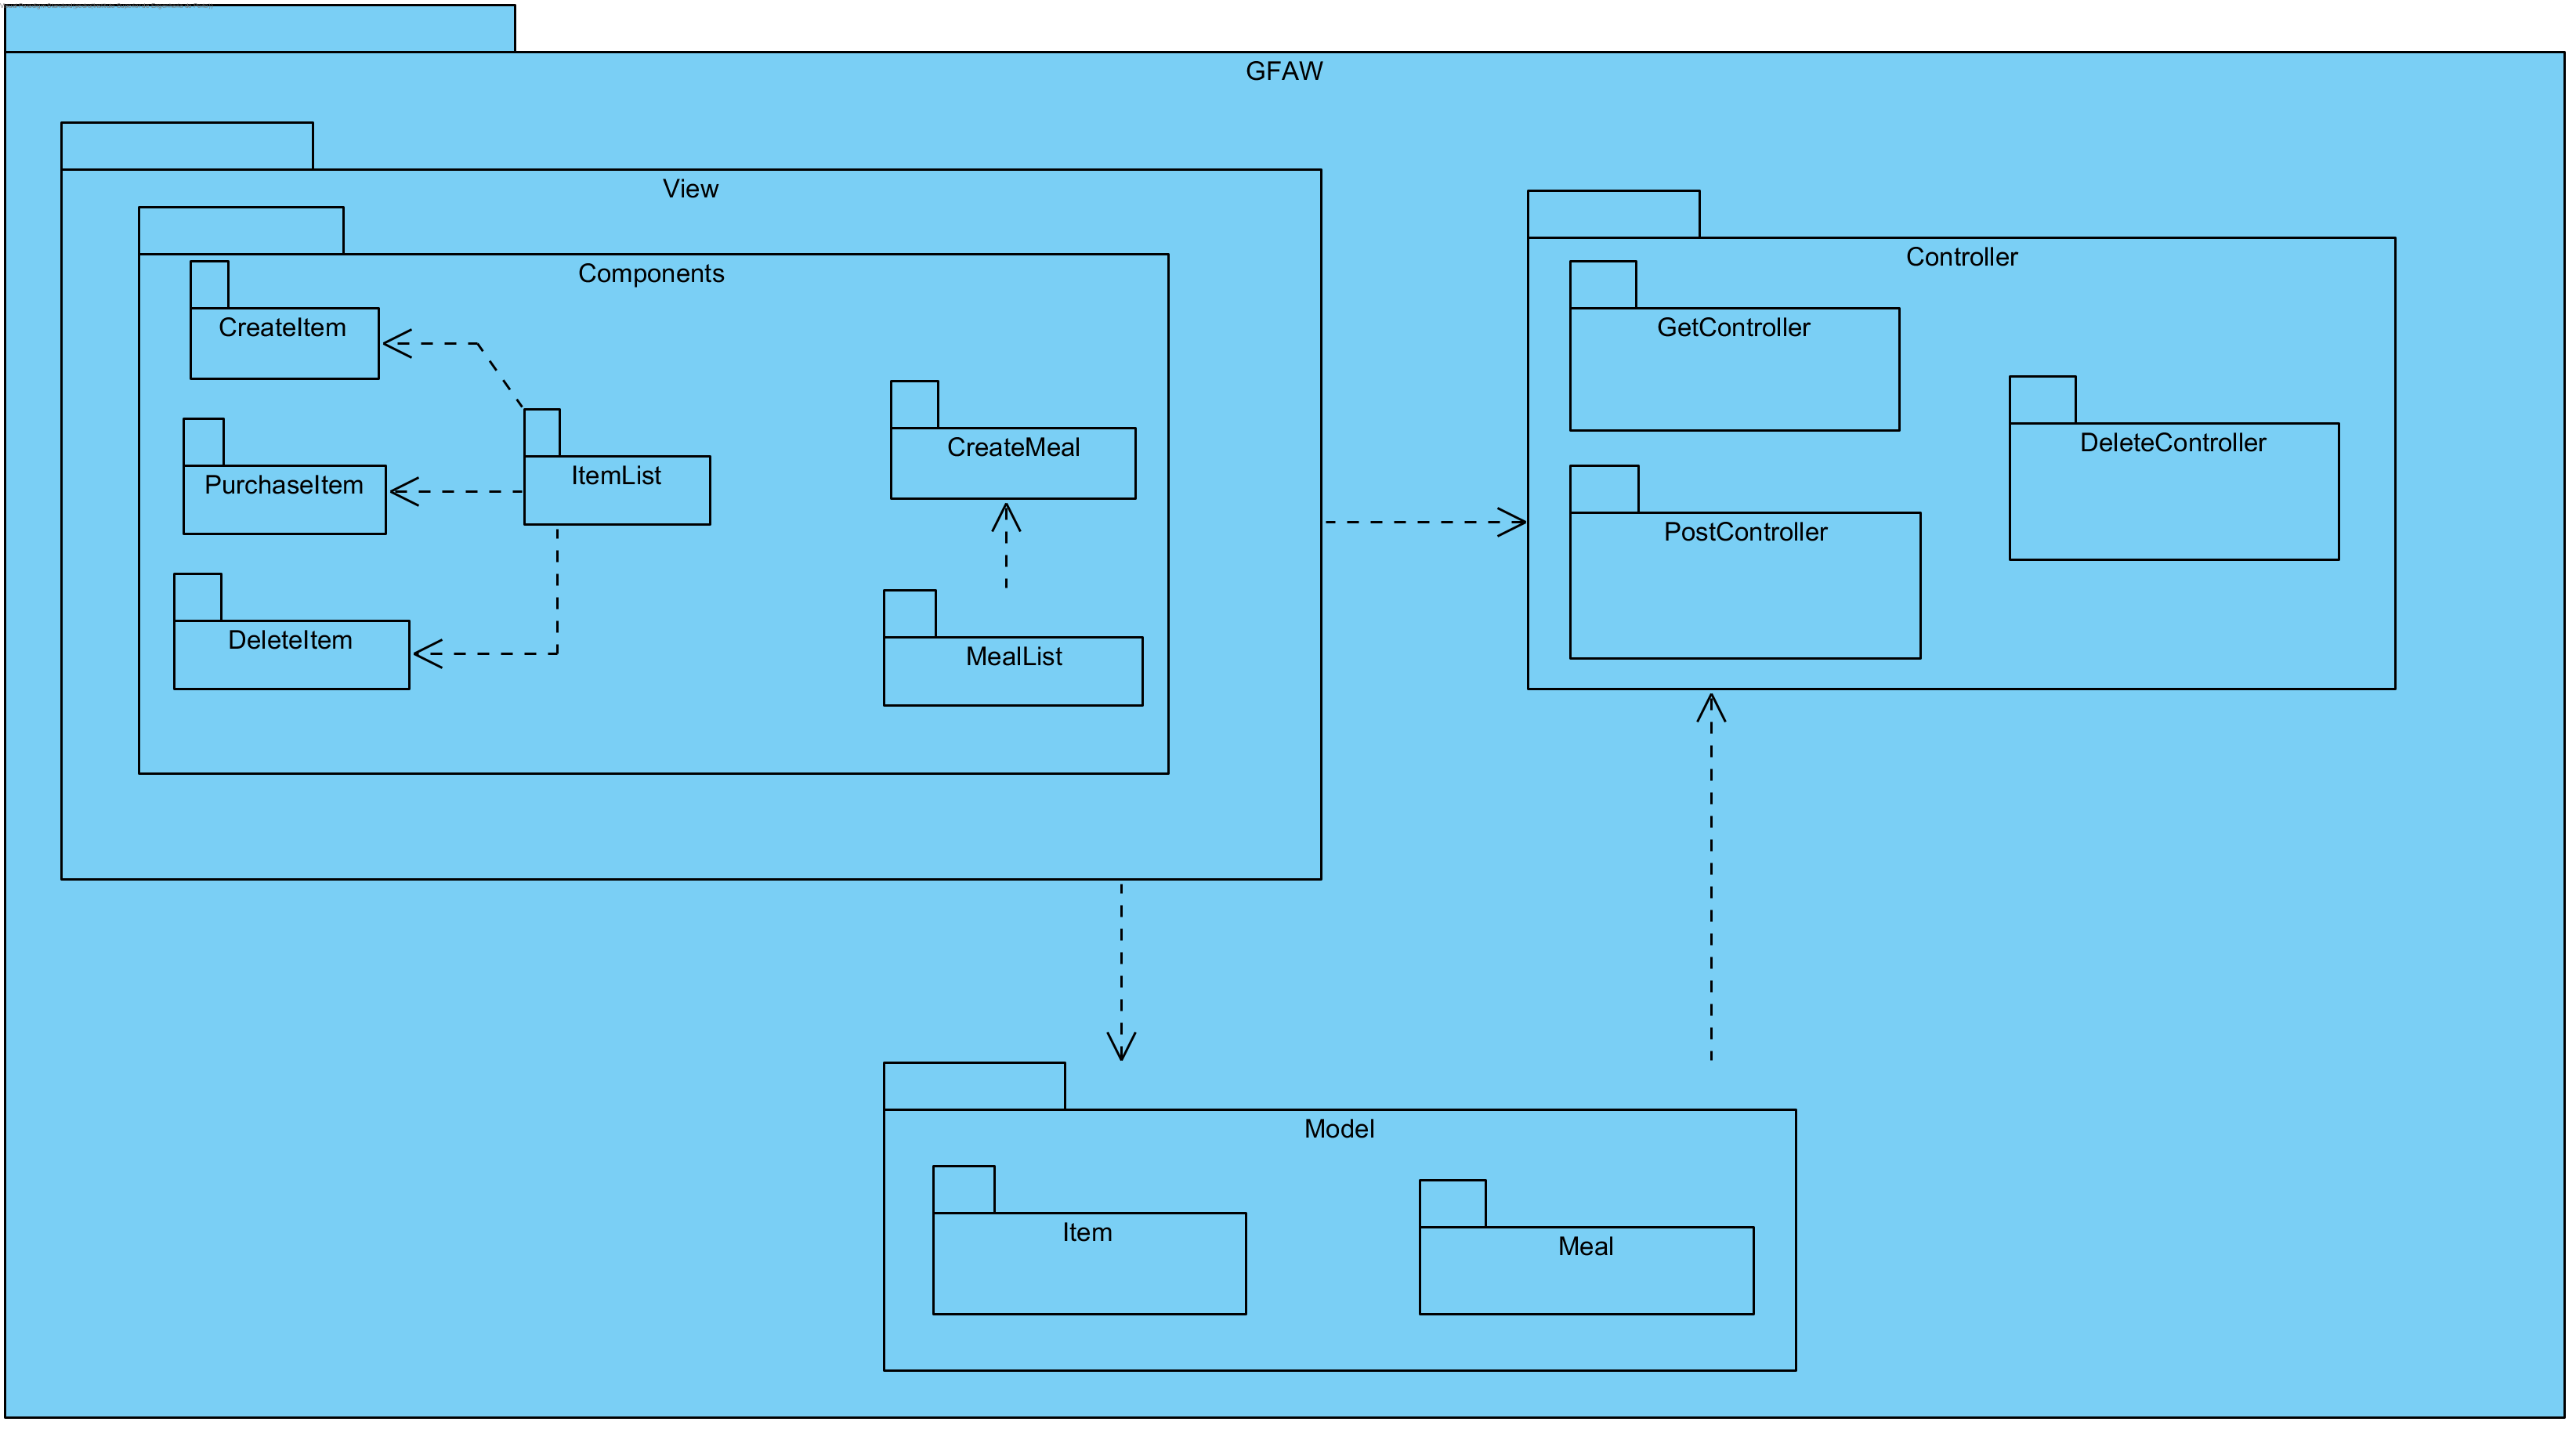 GFAW
View
Components
CreateItem
PurchaseItem
DeleteItem
ItemList
CreateMeal
MealList
Controller
GetController
PostController
DeleteController
Model
Item
Meal